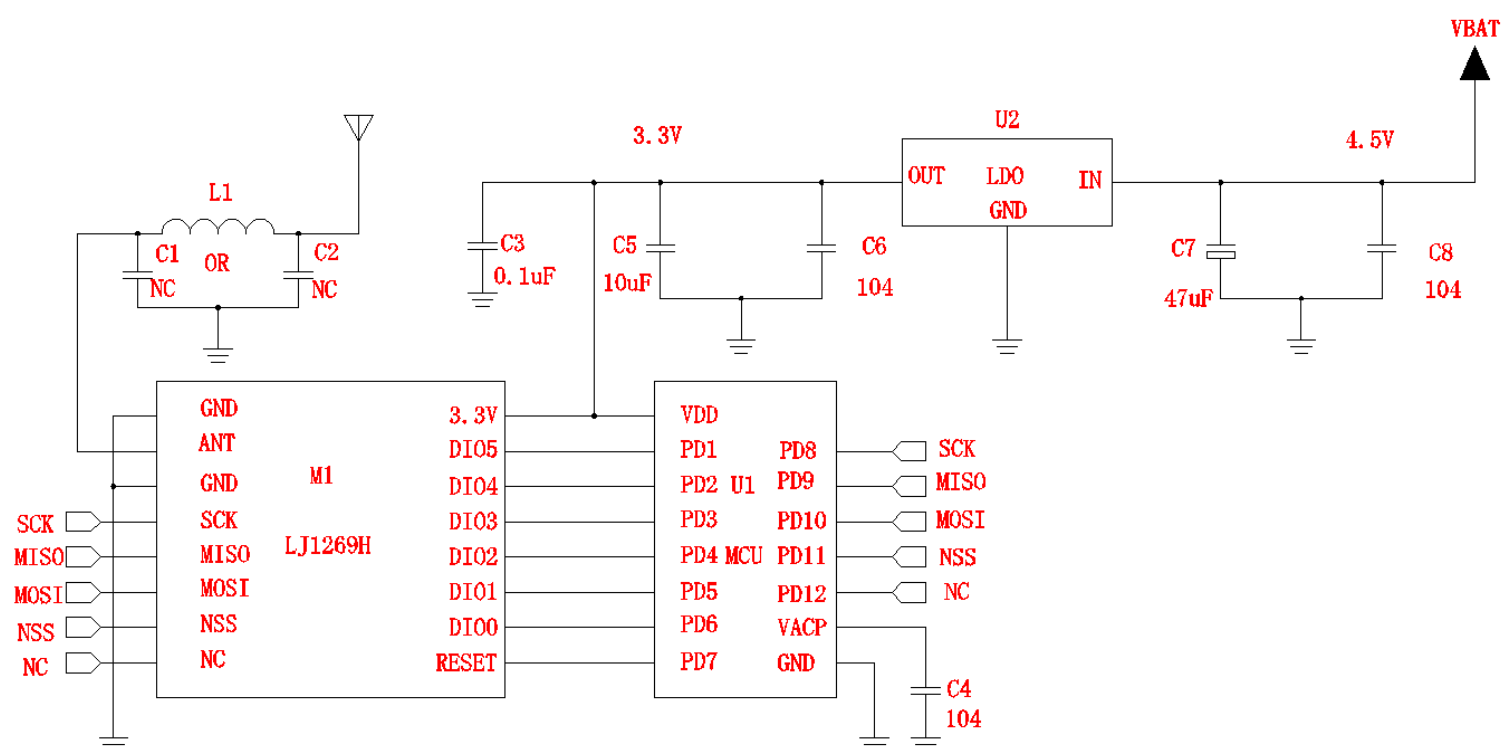 VBAT
U2
3.3V
4.5V
OUT
LDO
IN
GND
L1
C1
NC
OR
C2
NC
C3
0.1uF
C5
10uF
C6
104
C7
47uF
C8
104
GND
3.3V
ANT
DIO5
GND
M1
DIO4
SCK
SCK
DIO3
MISO
MISO
LJ1269H
DIO2
MOSI
MOSI
DIO1
NSS
NSS
DIO0
NC
NC
RESET
VDD
PD1
PD8
SCK
PD2
U1
PD9
MISO
PD3
PD10
MOSI
PD4
MCU
PD11
NSS
PD5
PD12
NC
PD6
VACP
PD7
GND
C4
104